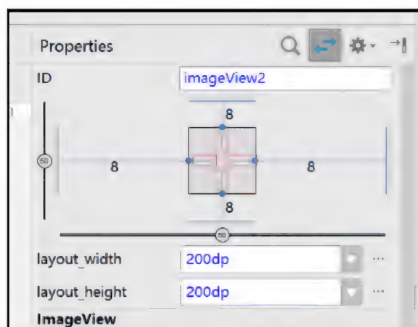 Properties
ID imageView2
8
8 8
8
50
50
layout_width 200dp
layout_height 200dp
ImageView